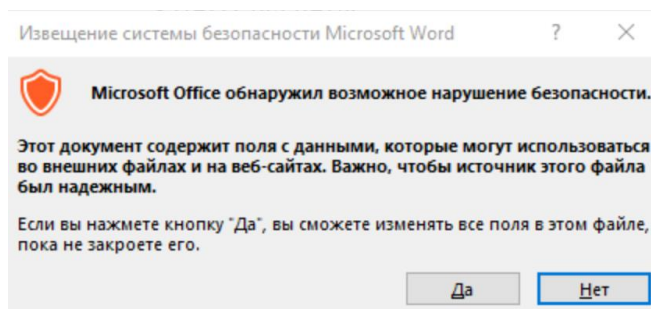 Извещение системы безопасности Microsoft Word ?
Microsoft Office обнаружил возможное нарушение безопасности.
Этот документ содержит поля с данными, которые могут использоваться
во внешних файлах и на веб-сайтах. Важно, чтобы источник этого файла
был надежным.
Если вы нажмете кнопку "Да", вы сможете изменять все поля в этом файле,
пока не закроете его.
Да Нет